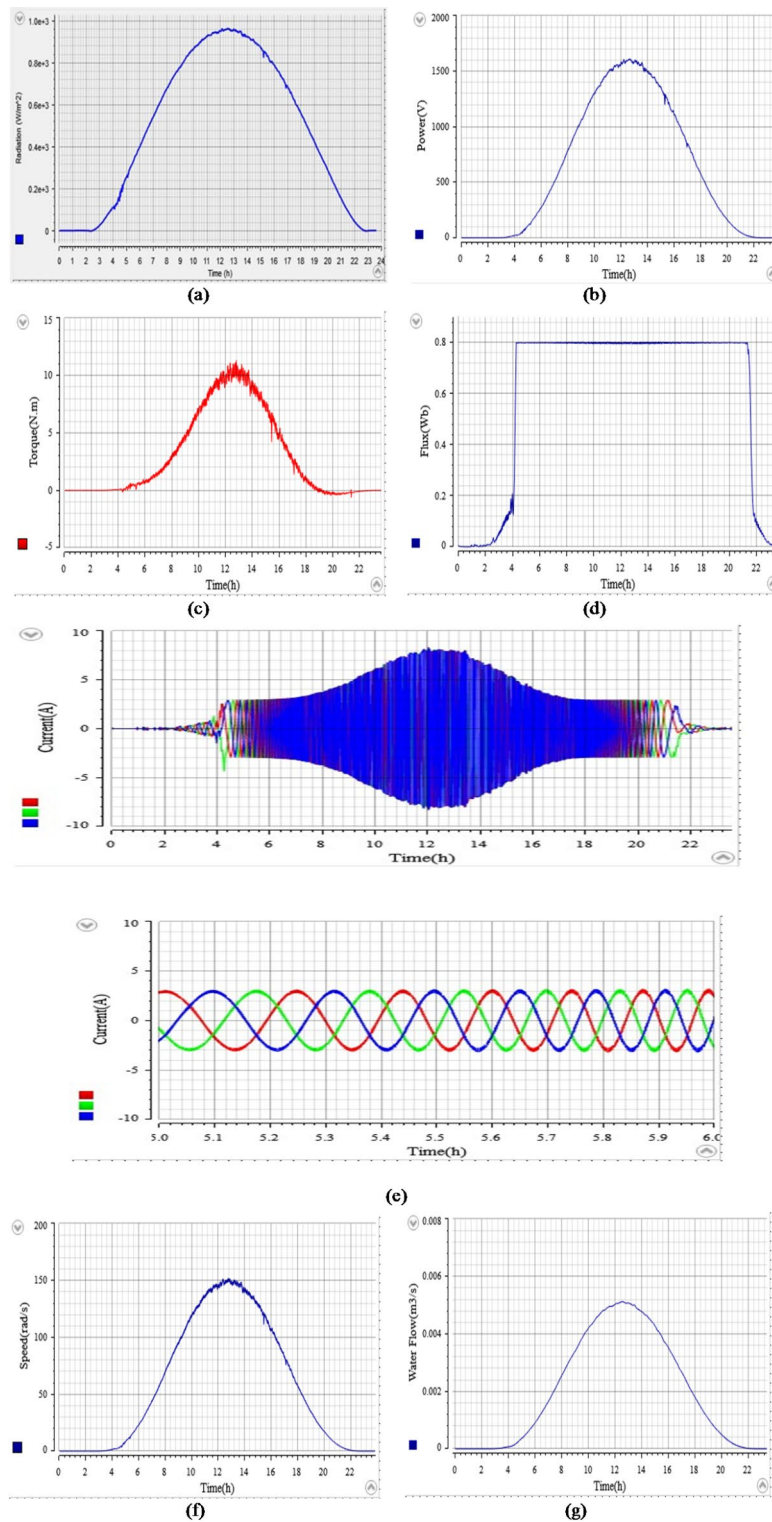 1.0e+3
0.8e+3
0.6e+3
0.4e+3
0.2e+3
0
Radiation (W/m^2)
0 1 2 3 4 5 6 7 8 9 10 11 12 13 14 15 16 17 18 19 20 21 22 23 24
Time (h)
(a)
1500
1000
500
0
Power(V)
0 2 4 6 8 10 12 14 16 18 20 22
Time(h)
(b)
15
10
5
0
-5
Torque(N.m)
0 2 4 6 8 10 12 14 16 18 20 22
Time(h)
(c)
0.8
0.6
0.4
0.2
0
Flux(Wb)
0 2 4 6 8 10 12 14 16 18 20 22
Time(h)
(d)
10
5
0
-5
-10
Current(A)
0 2 4 6 8 10 12 14 16 18 20 22
Time(h)
10
5
0
-5
-10
Current(A)
5.0 5.1 5.2 5.3 5.4 5.5 5.6 5.7 5.8 5.9 6.0
Time(h)
(e)
200
150
100
50
0
Speed(rad/s)
0 2 4 6 8 10 12 14 16 18 20 22
Time(h)
(f)
0.008
0.006
0.004
0.002
0
Water Flow(m3/s)
0 2 4 6 8 10 12 14 16 18 20 22
Time(h)
(g)